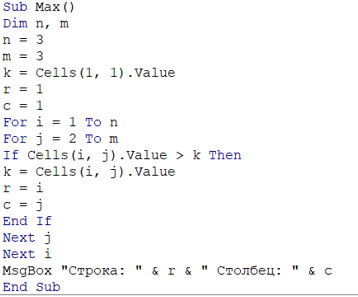 Sub Max()
Dim n, m
n = 3
m = 3
k = Cells(1, 1).Value
r = 1
c = 1
For i = 1 To n
For j = 2 To m
If Cells(i, j).Value > k Then
k = Cells(i, j).Value
r = i
c = j
End If
Next j
Next i
MsgBox "Строка: " & r & " Столбец: " & c
End Sub